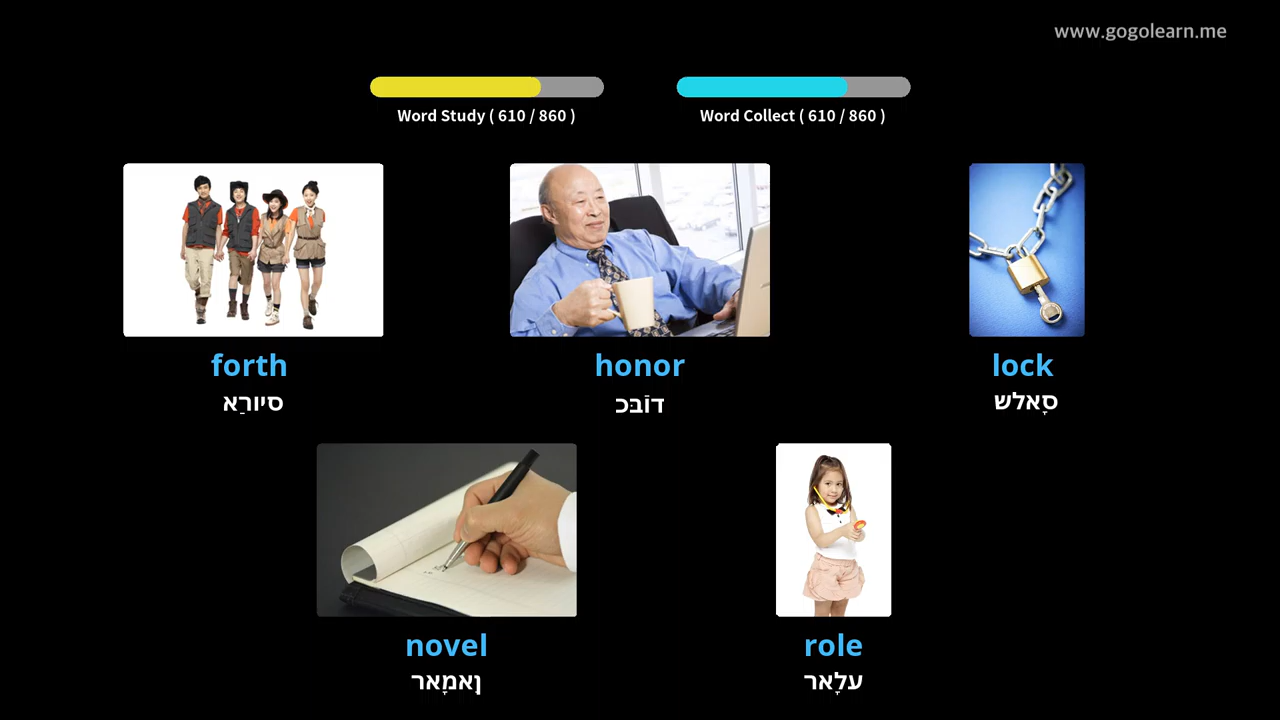 www.gogolearn.me
Word Study ( 610 / 860 )
Word Collect ( 610 / 860 )
forth
סיורַא
honor
דוֹבּכ
lock
סָאלש
novel
ןַאמָאר
role
עלָאר